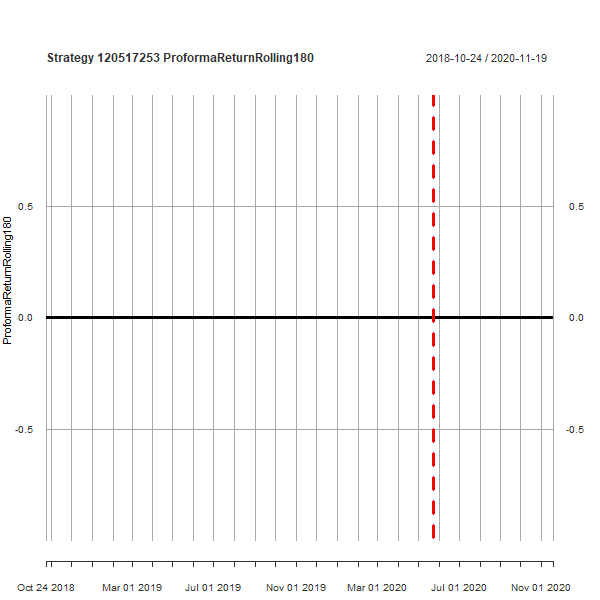 Strategy 120517253 ProformaReturnRolling180
2018-10-24 / 2020-11-19
ProformaReturnRolling180
0.5 0.5
0.0 0.0
-0.5 -0.5
Oct 24 2018 Mar 01 2019 Jul 01 2019 Nov 01 2019 Mar 01 2020 Jul 01 2020 Nov 01 2020